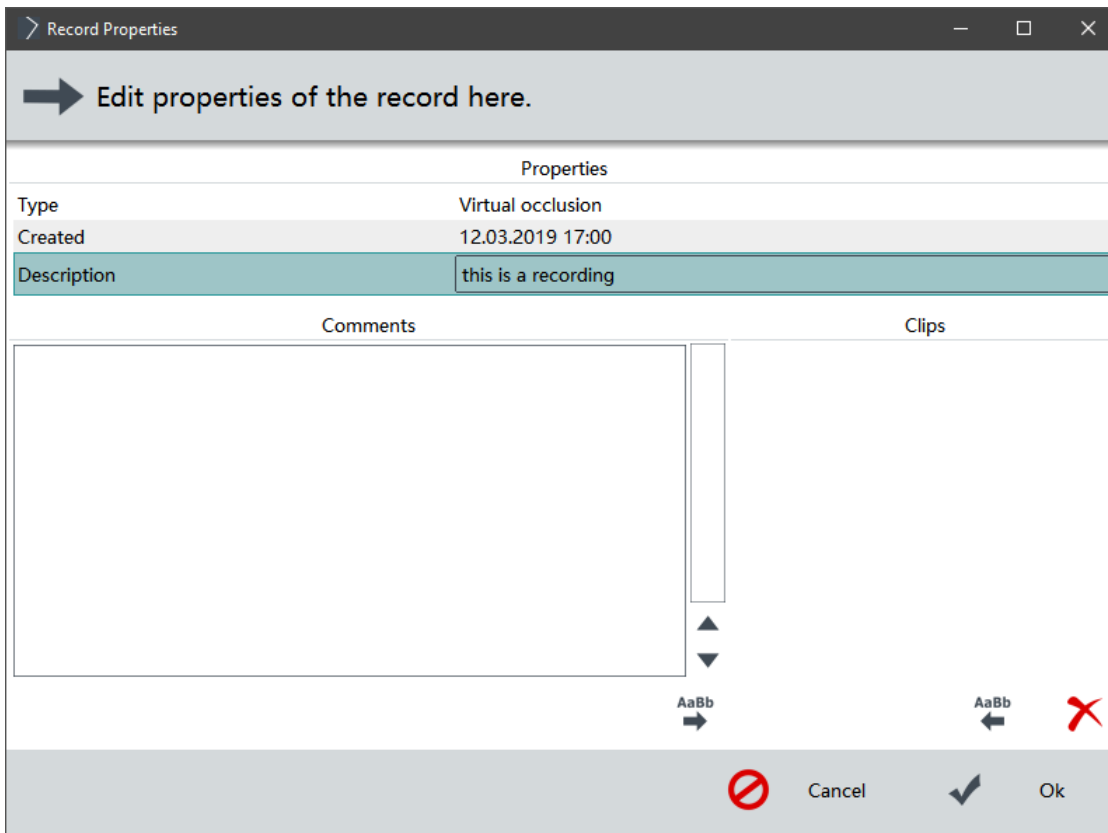 Record Properties
Edit properties of the record here.
Properties
Type Virtual occlusion
Created 12.03.2019 17:00
Description this is a recording
Comments Clips
AaBb AaBb
Cancel Ok